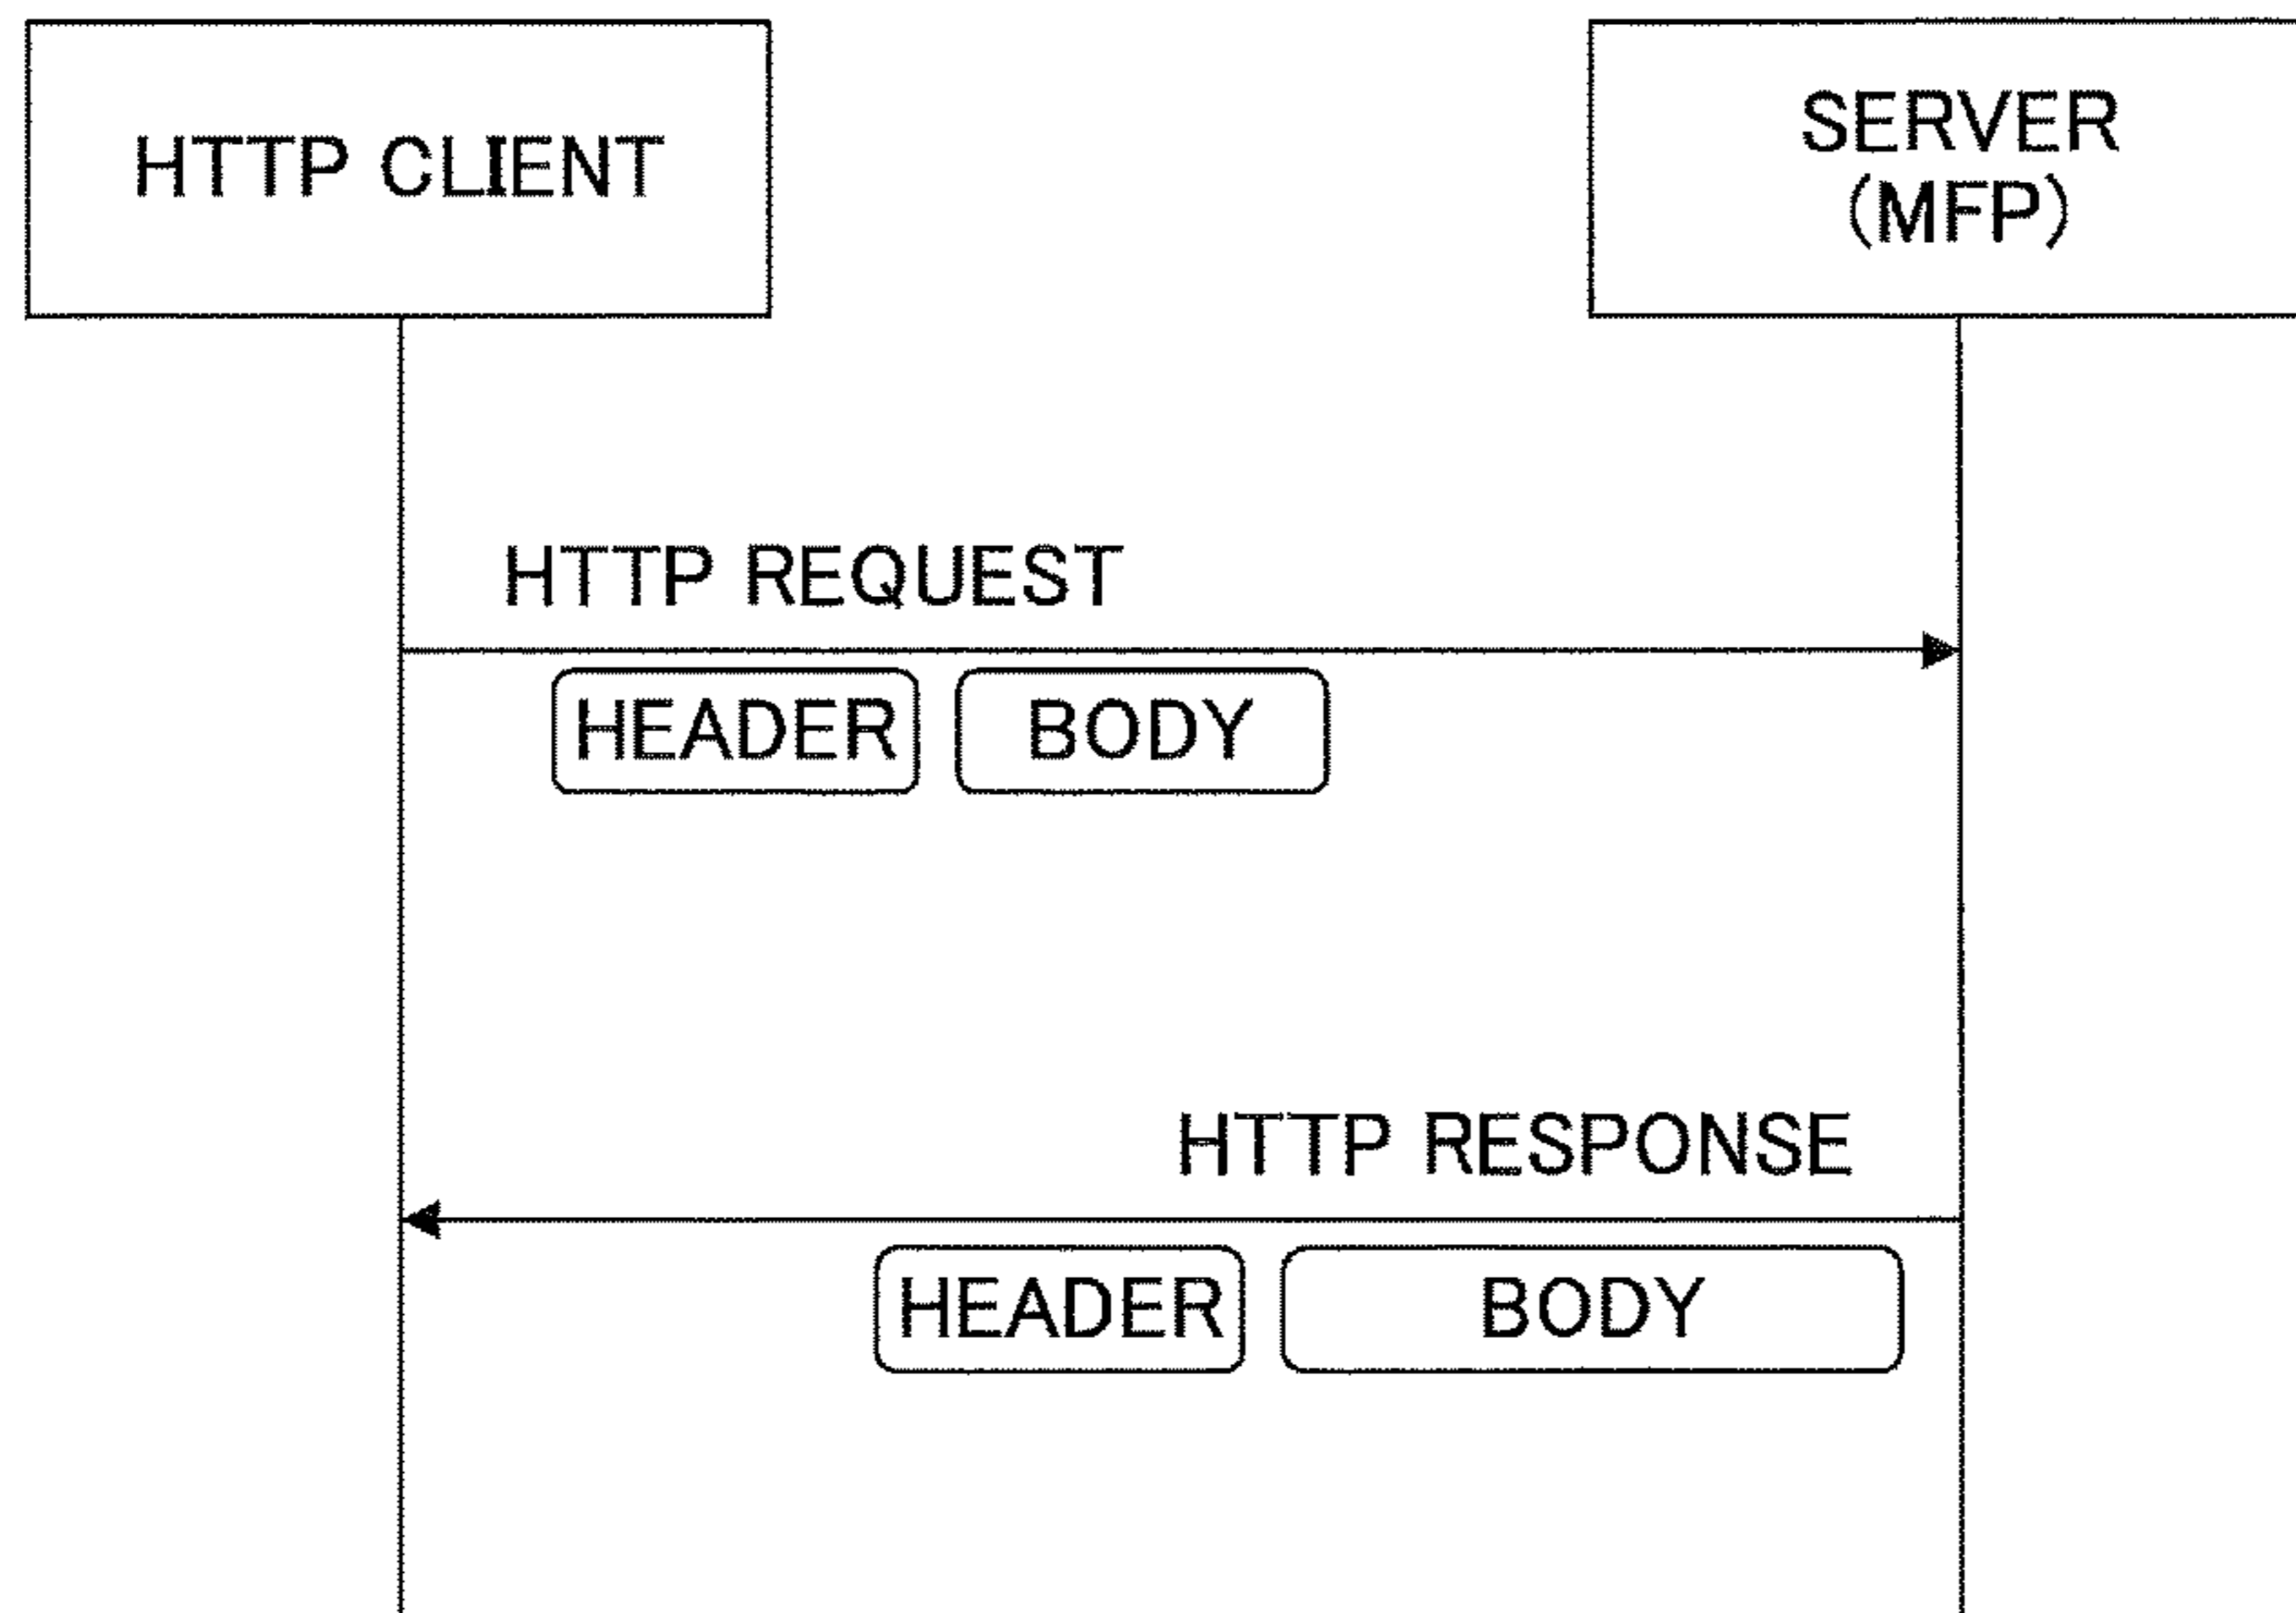 HTTP CLIENT
SERVER
(MFP)
HTTP REQUEST
HEADER BODY
HTTP RESPONSE
HEADER BODY